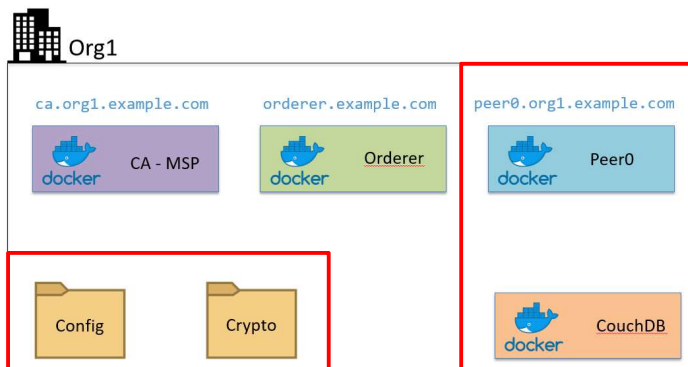 Org1
ca.org1.example.com
orderer.example.com
peer0.org1.example.com
docker
CA - MSP
docker
Orderer
docker
Peer0
Config
Crypto
docker
CouchDB